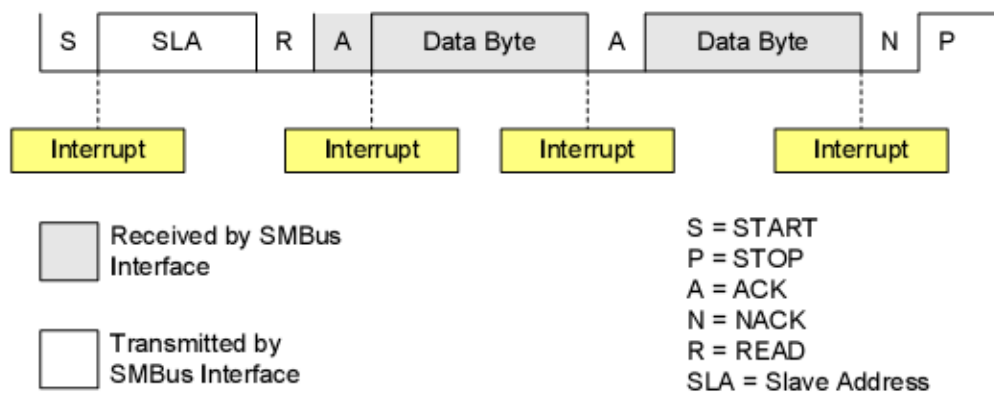 S SLA R A Data Byte A Data Byte N P
Interrupt Interrupt Interrupt Interrupt
Received by SMBus
Interface
Transmitted by
SMBus Interface
S = START
P = STOP
A = ACK
N = NACK
R = READ
SLA = Slave Address